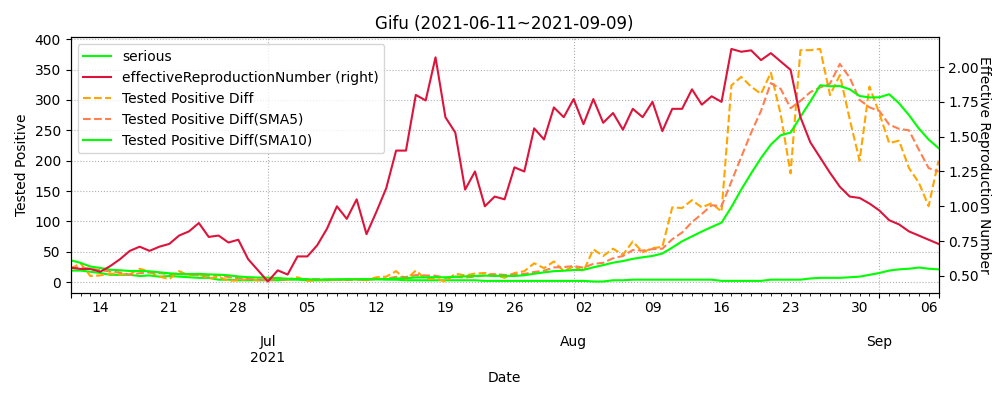 Gifu (2021-06-11~2021-09-09)
serious
effectiveReproductionNumber (right)
Tested Positive Diff
Tested Positive Diff(SMA5)
Tested Positive Diff(SMA10)
Tested Positive
400
350
300
250
200
150
100
50
0
2.00
1.75
1.50
1.25
1.00
0.75
0.50
Effective Reproduction Number
14 21 28 05 12 19 26 02 09 16 23 30 06
Jul Aug Sep
2021
Date